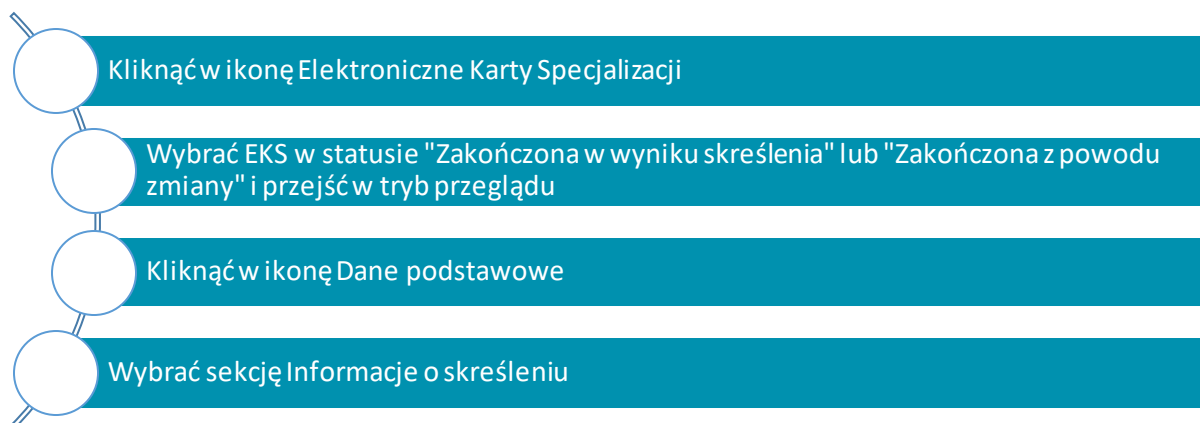 Kliknąć w ikonę Elektroniczne Karty Specjalizacji
Wybrać EKS w statusie "Zakończona w wyniku skreślenia" lub "Zakończona z powodu
zmiany" i przejść w tryb przeglądu
Kliknąć w ikonę Dane podstawowe
Wybrać sekcję Informacje o skreśleniu